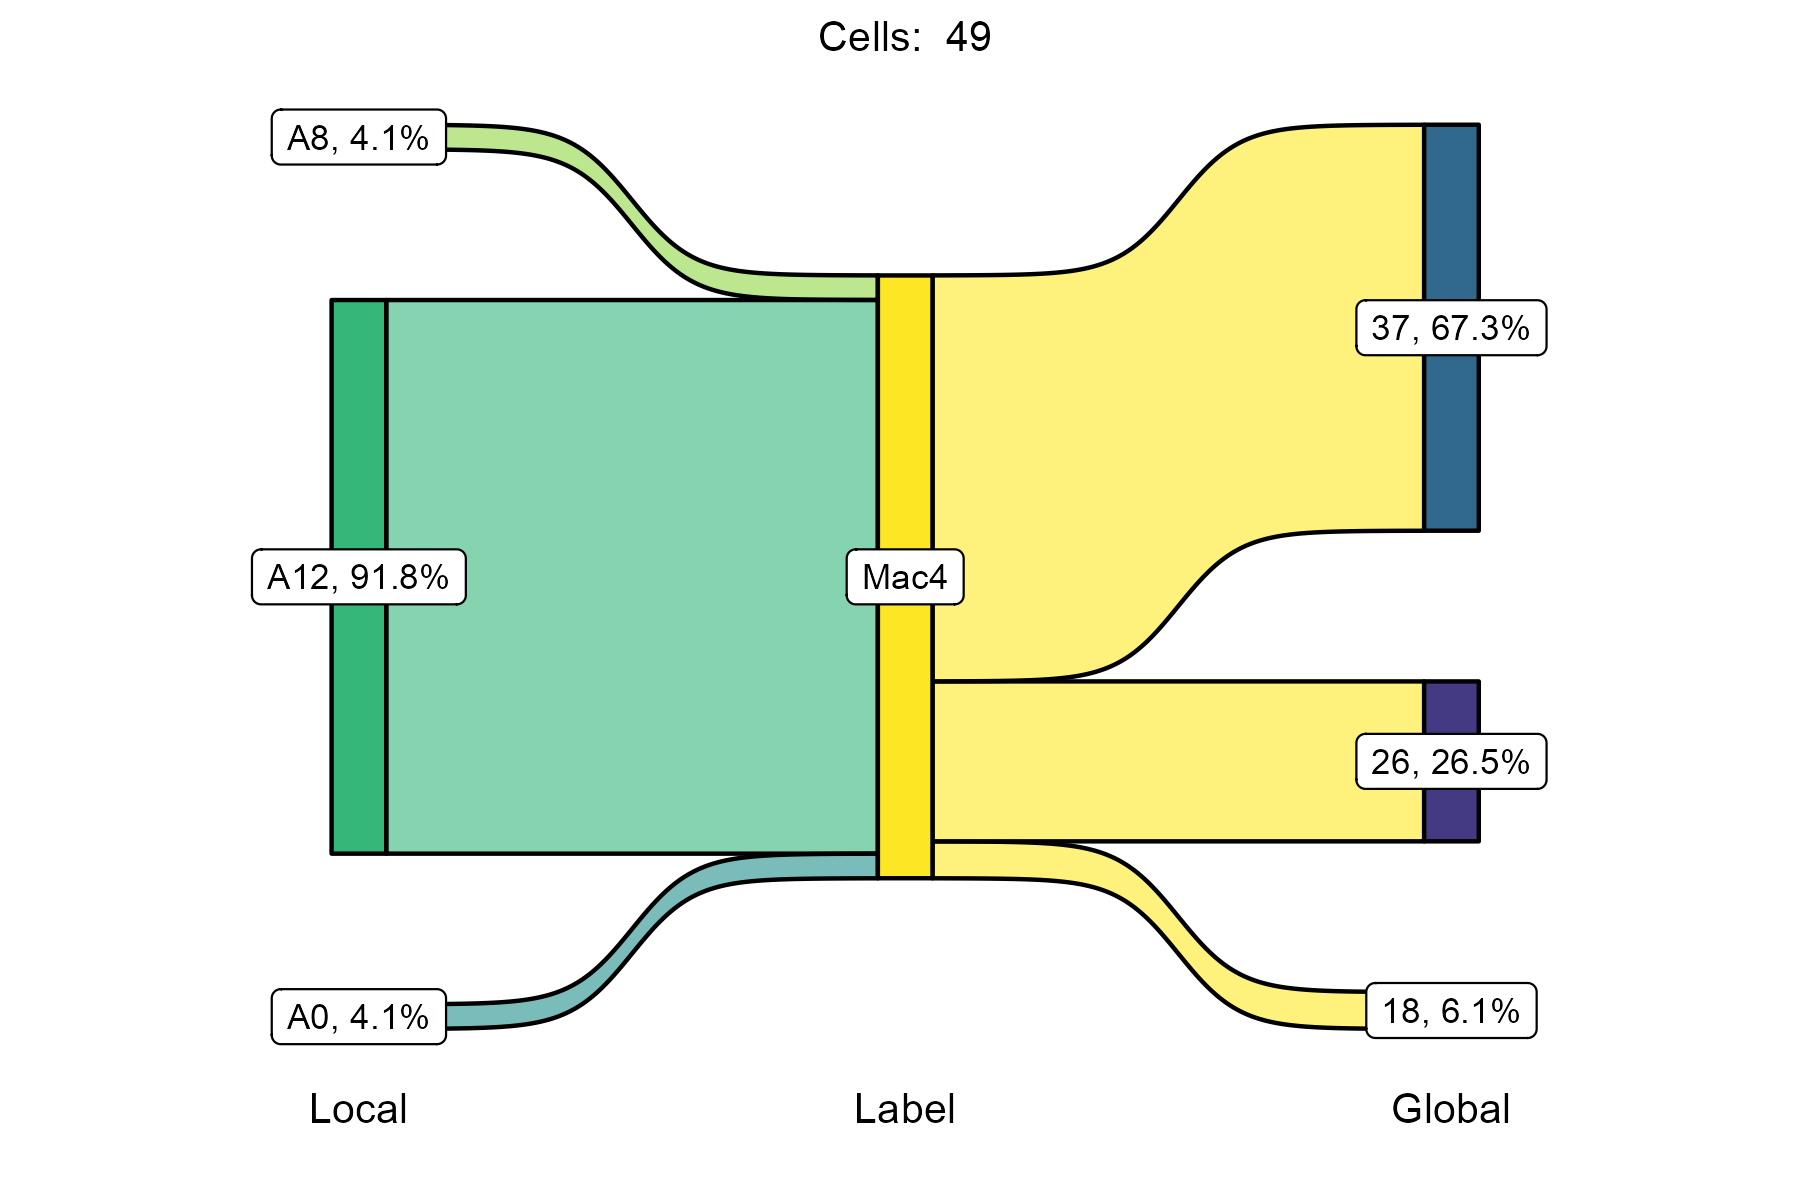 Cells:  49
A8, 4.1%
37, 67.3%
A12, 91.8%
Mac4
26, 26.5%
A0, 4.1%
18, 6.1%
Local
Label
Global